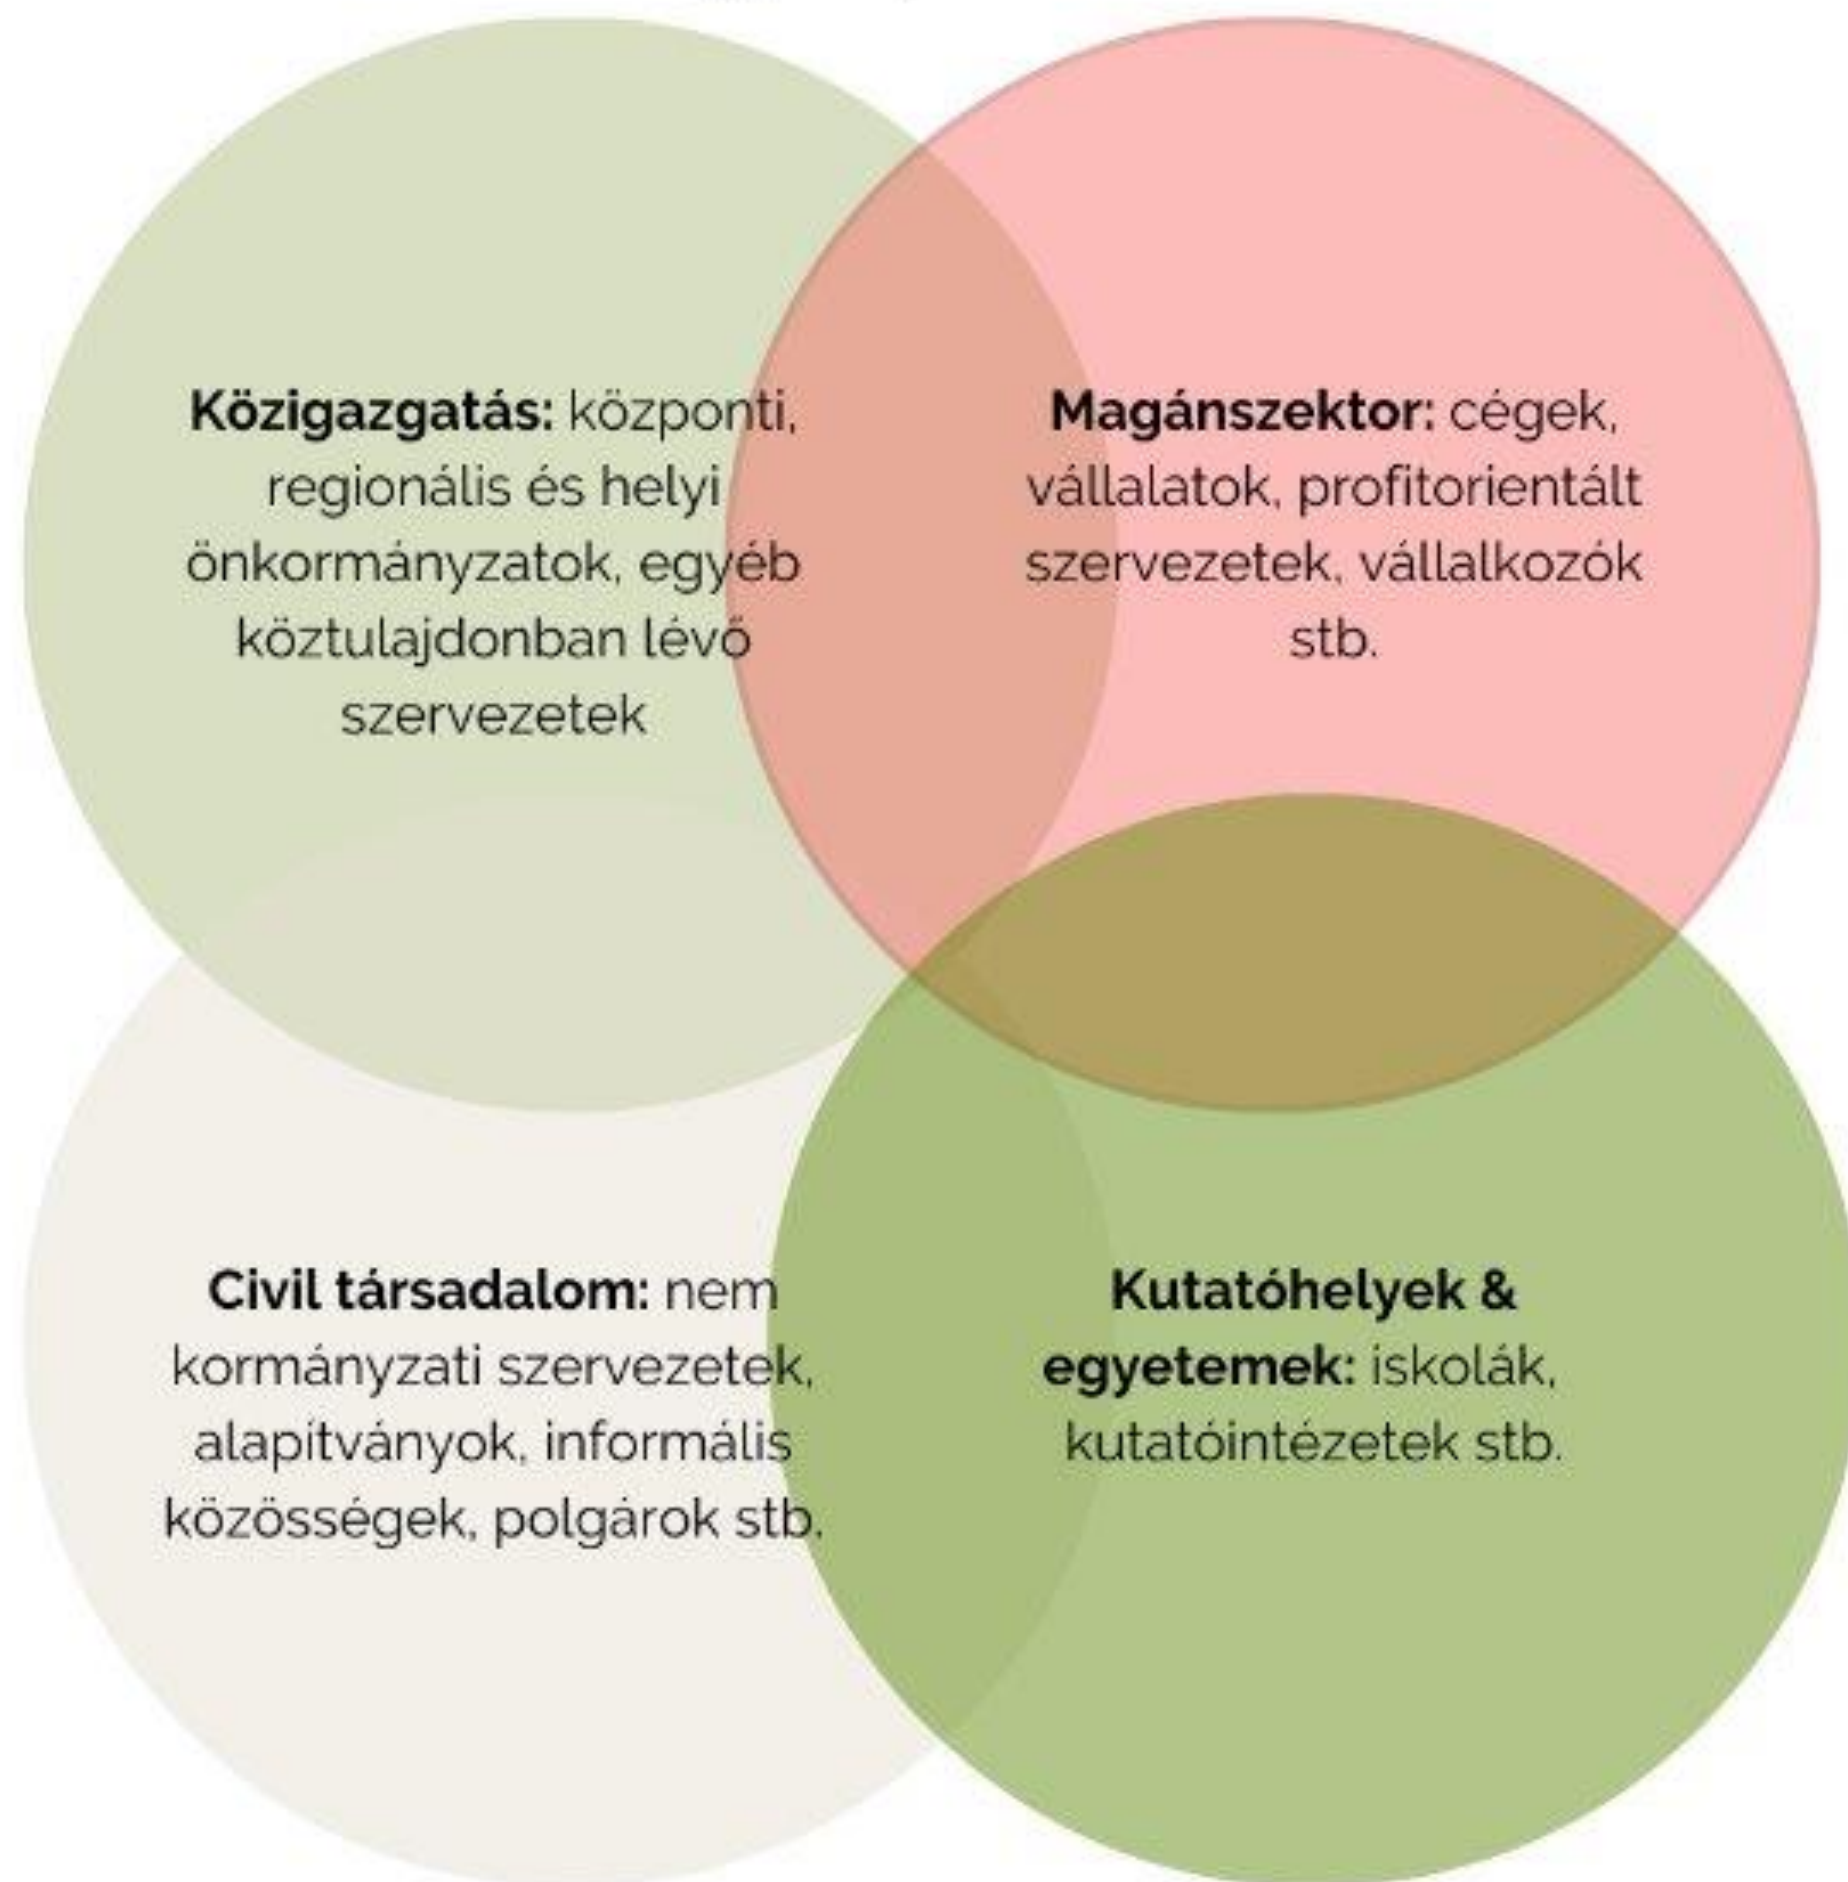 Közigazgatás: központi,
regionális és helyi
önkormányzatok, egyéb
köztulajdonban lévő
szervezetek
Magánszektor: cégek,
vállalatok, profitorientált
szervezetek, vállalkozók
stb.
Civil társadalom: nem
kormányzati szervezetek,
alapítványok, informális
közösségek, polgárok stb.
Kutatóhelyek &
egyetemek: iskolák,
kutatóintézetek stb.